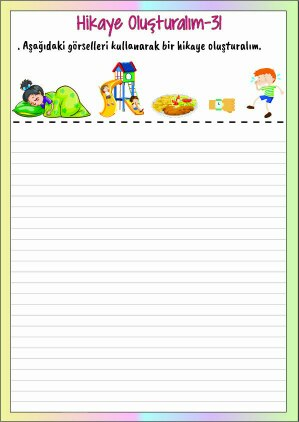 Hikaye Oluşturalım-31
. Aşağıdaki görselleri kullanarak bir hikaye oluşturalım.